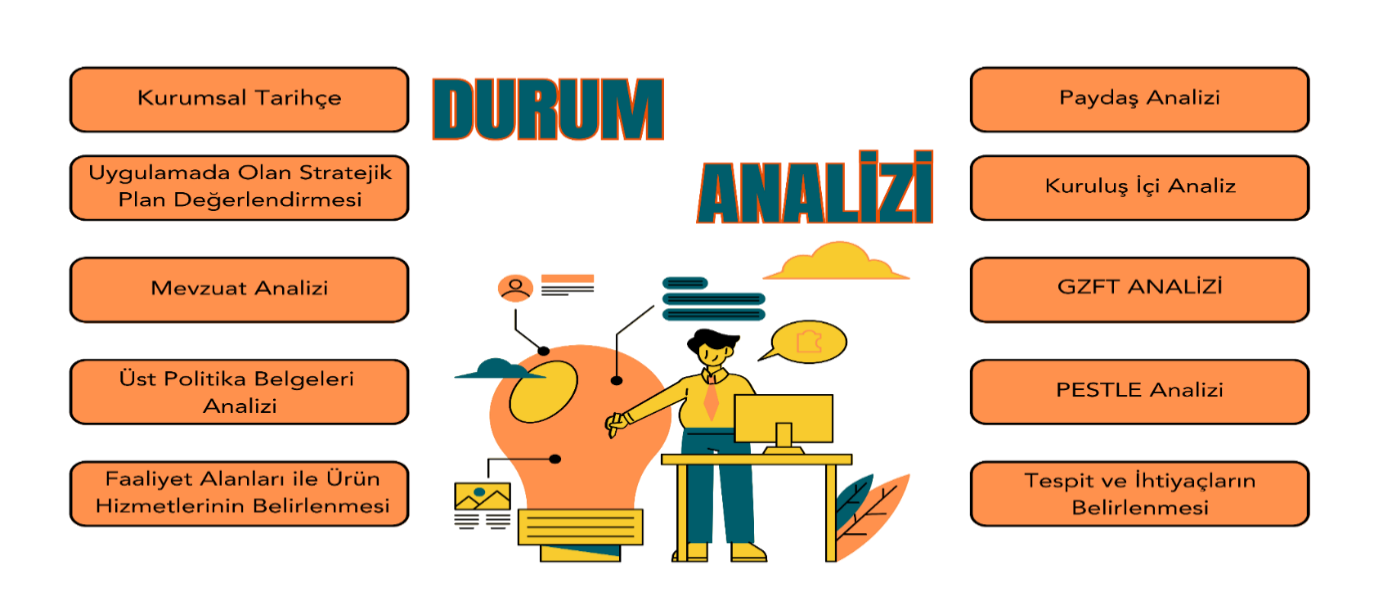 DURUM
ANALİZİ
Kurumsal Tarihçe
Uygulamada Olan Stratejik
Plan Değerlendirmesi
Mevzuat Analizi
Üst Politika Belgeleri
Analizi
Faaliyet Alanları ile Ürün
Hizmetlerinin Belirlenmesi
Paydaş Analizi
Kuruluş İçi Analiz
GZFT ANALİZİ
PESTLE Analizi
Tespit ve İhtiyaçların
Belirlenmesi